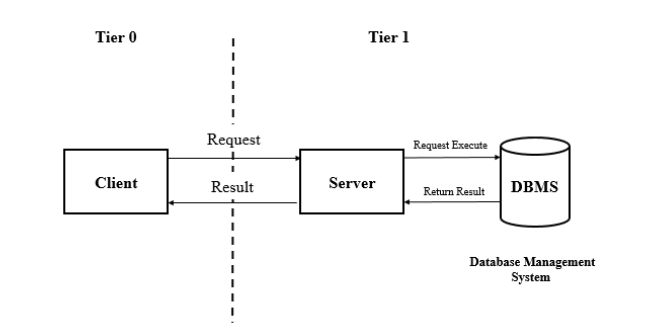 Tier 0
Tier 1
Request
Request Execute
Client
Result
Server
Return Result
DBMS
Database Management
System